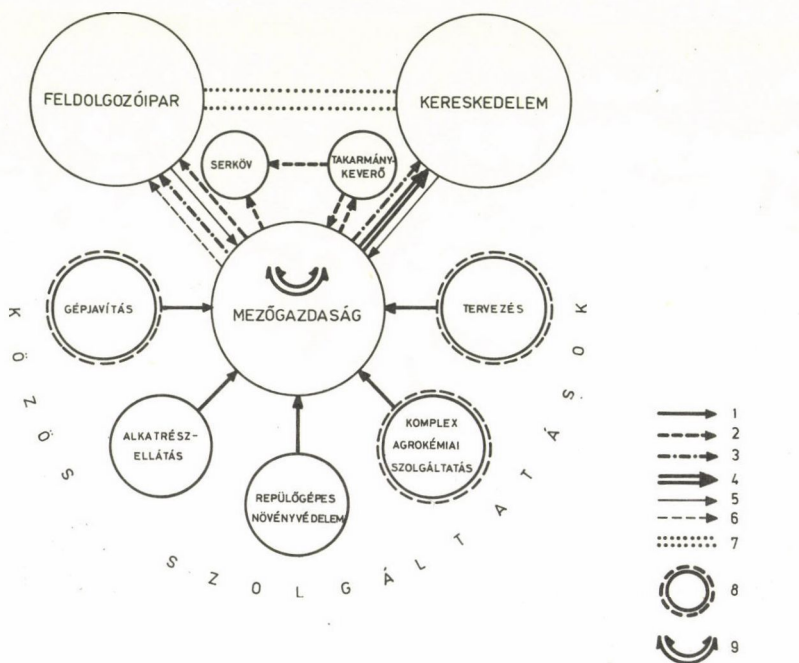 FELDOLGOZÓIPAR
KERESKEDELEM
SERKÖV
TAKARMÁNY-
KEVERŐ
MEZŐGAZDASÁG
GÉPJAVÍTÁS
TERVEZÉS
ALKATRÉSZ-
ELLÁTÁS
REPÜLŐGÉPES
NÖVÉNYVÉDELEM
KOMPLEX
AGROKÉMIAI
SZOLGÁLTATÁS
KÖZÖS SZOLGÁLTATÁSOK
1
2
3
4
5
6
7
8
9